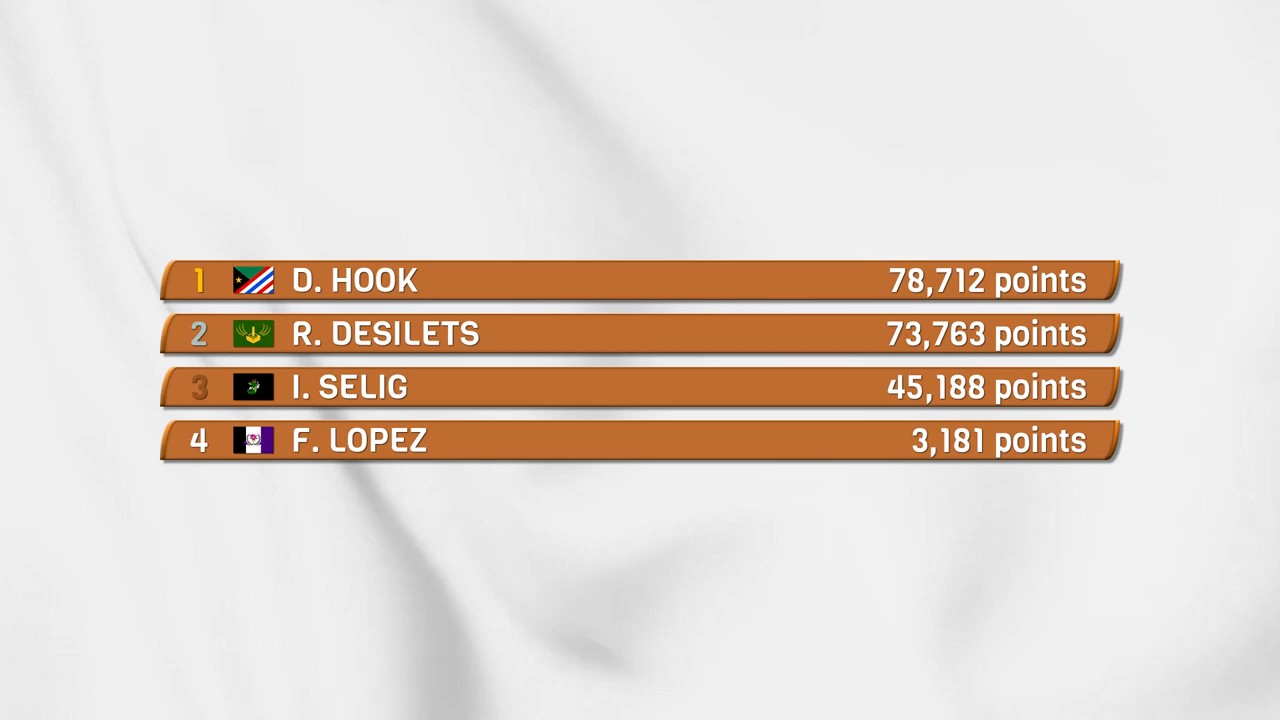 1 D. HOOK 78,712 points
2 R. DESILETS 73,763 points
3 I. SELIG 45,188 points
4 F. LOPEZ 3,181 points